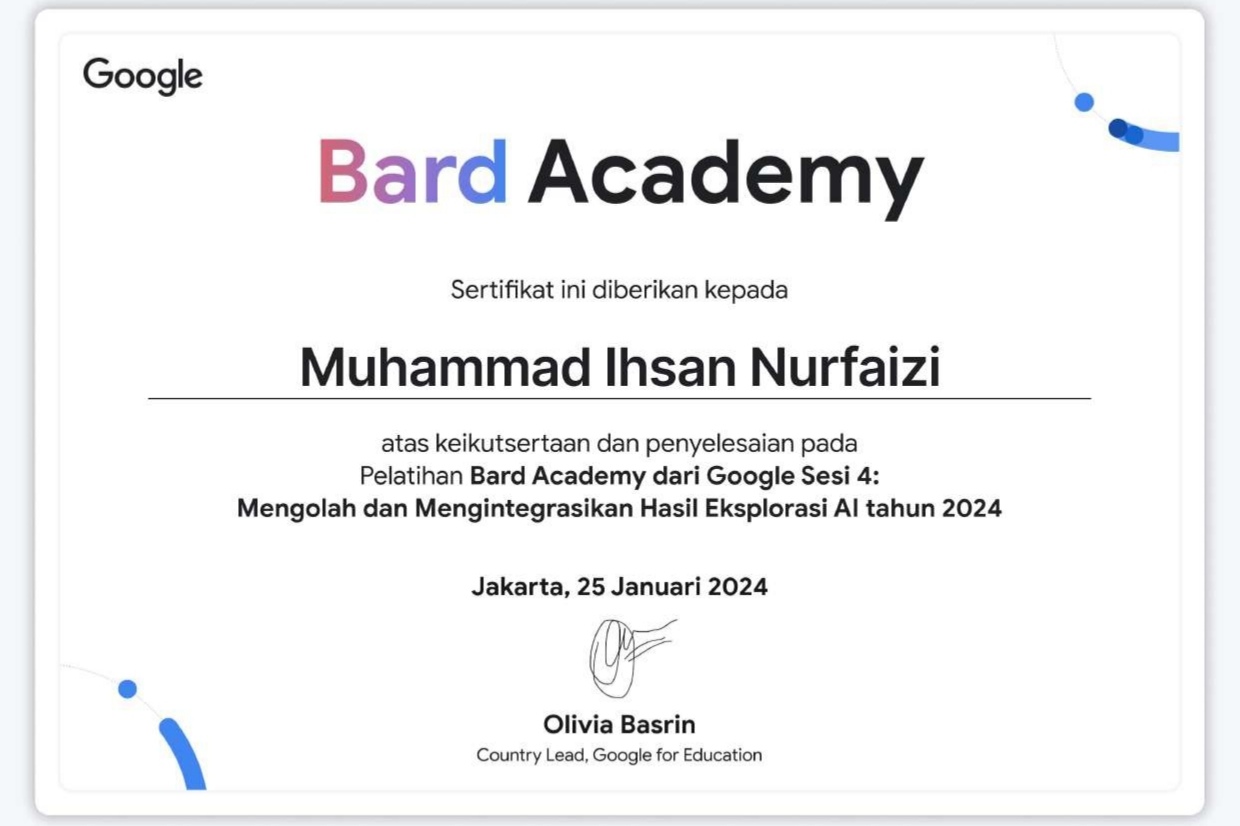 Google
Bard Academy
Sertifikat ini diberikan kepada
Muhammad Ihsan Nurfaizi
atas keikutsertaan dan penyelesaian pada
Pelatihan Bard Academy dari Google Sesi 4:
Mengolah dan Mengintegrasikan Hasil Eksplorasi AI tahun 2024
Jakarta, 25 Januari 2024
Olivia Basrin
Country Lead, Google for Education